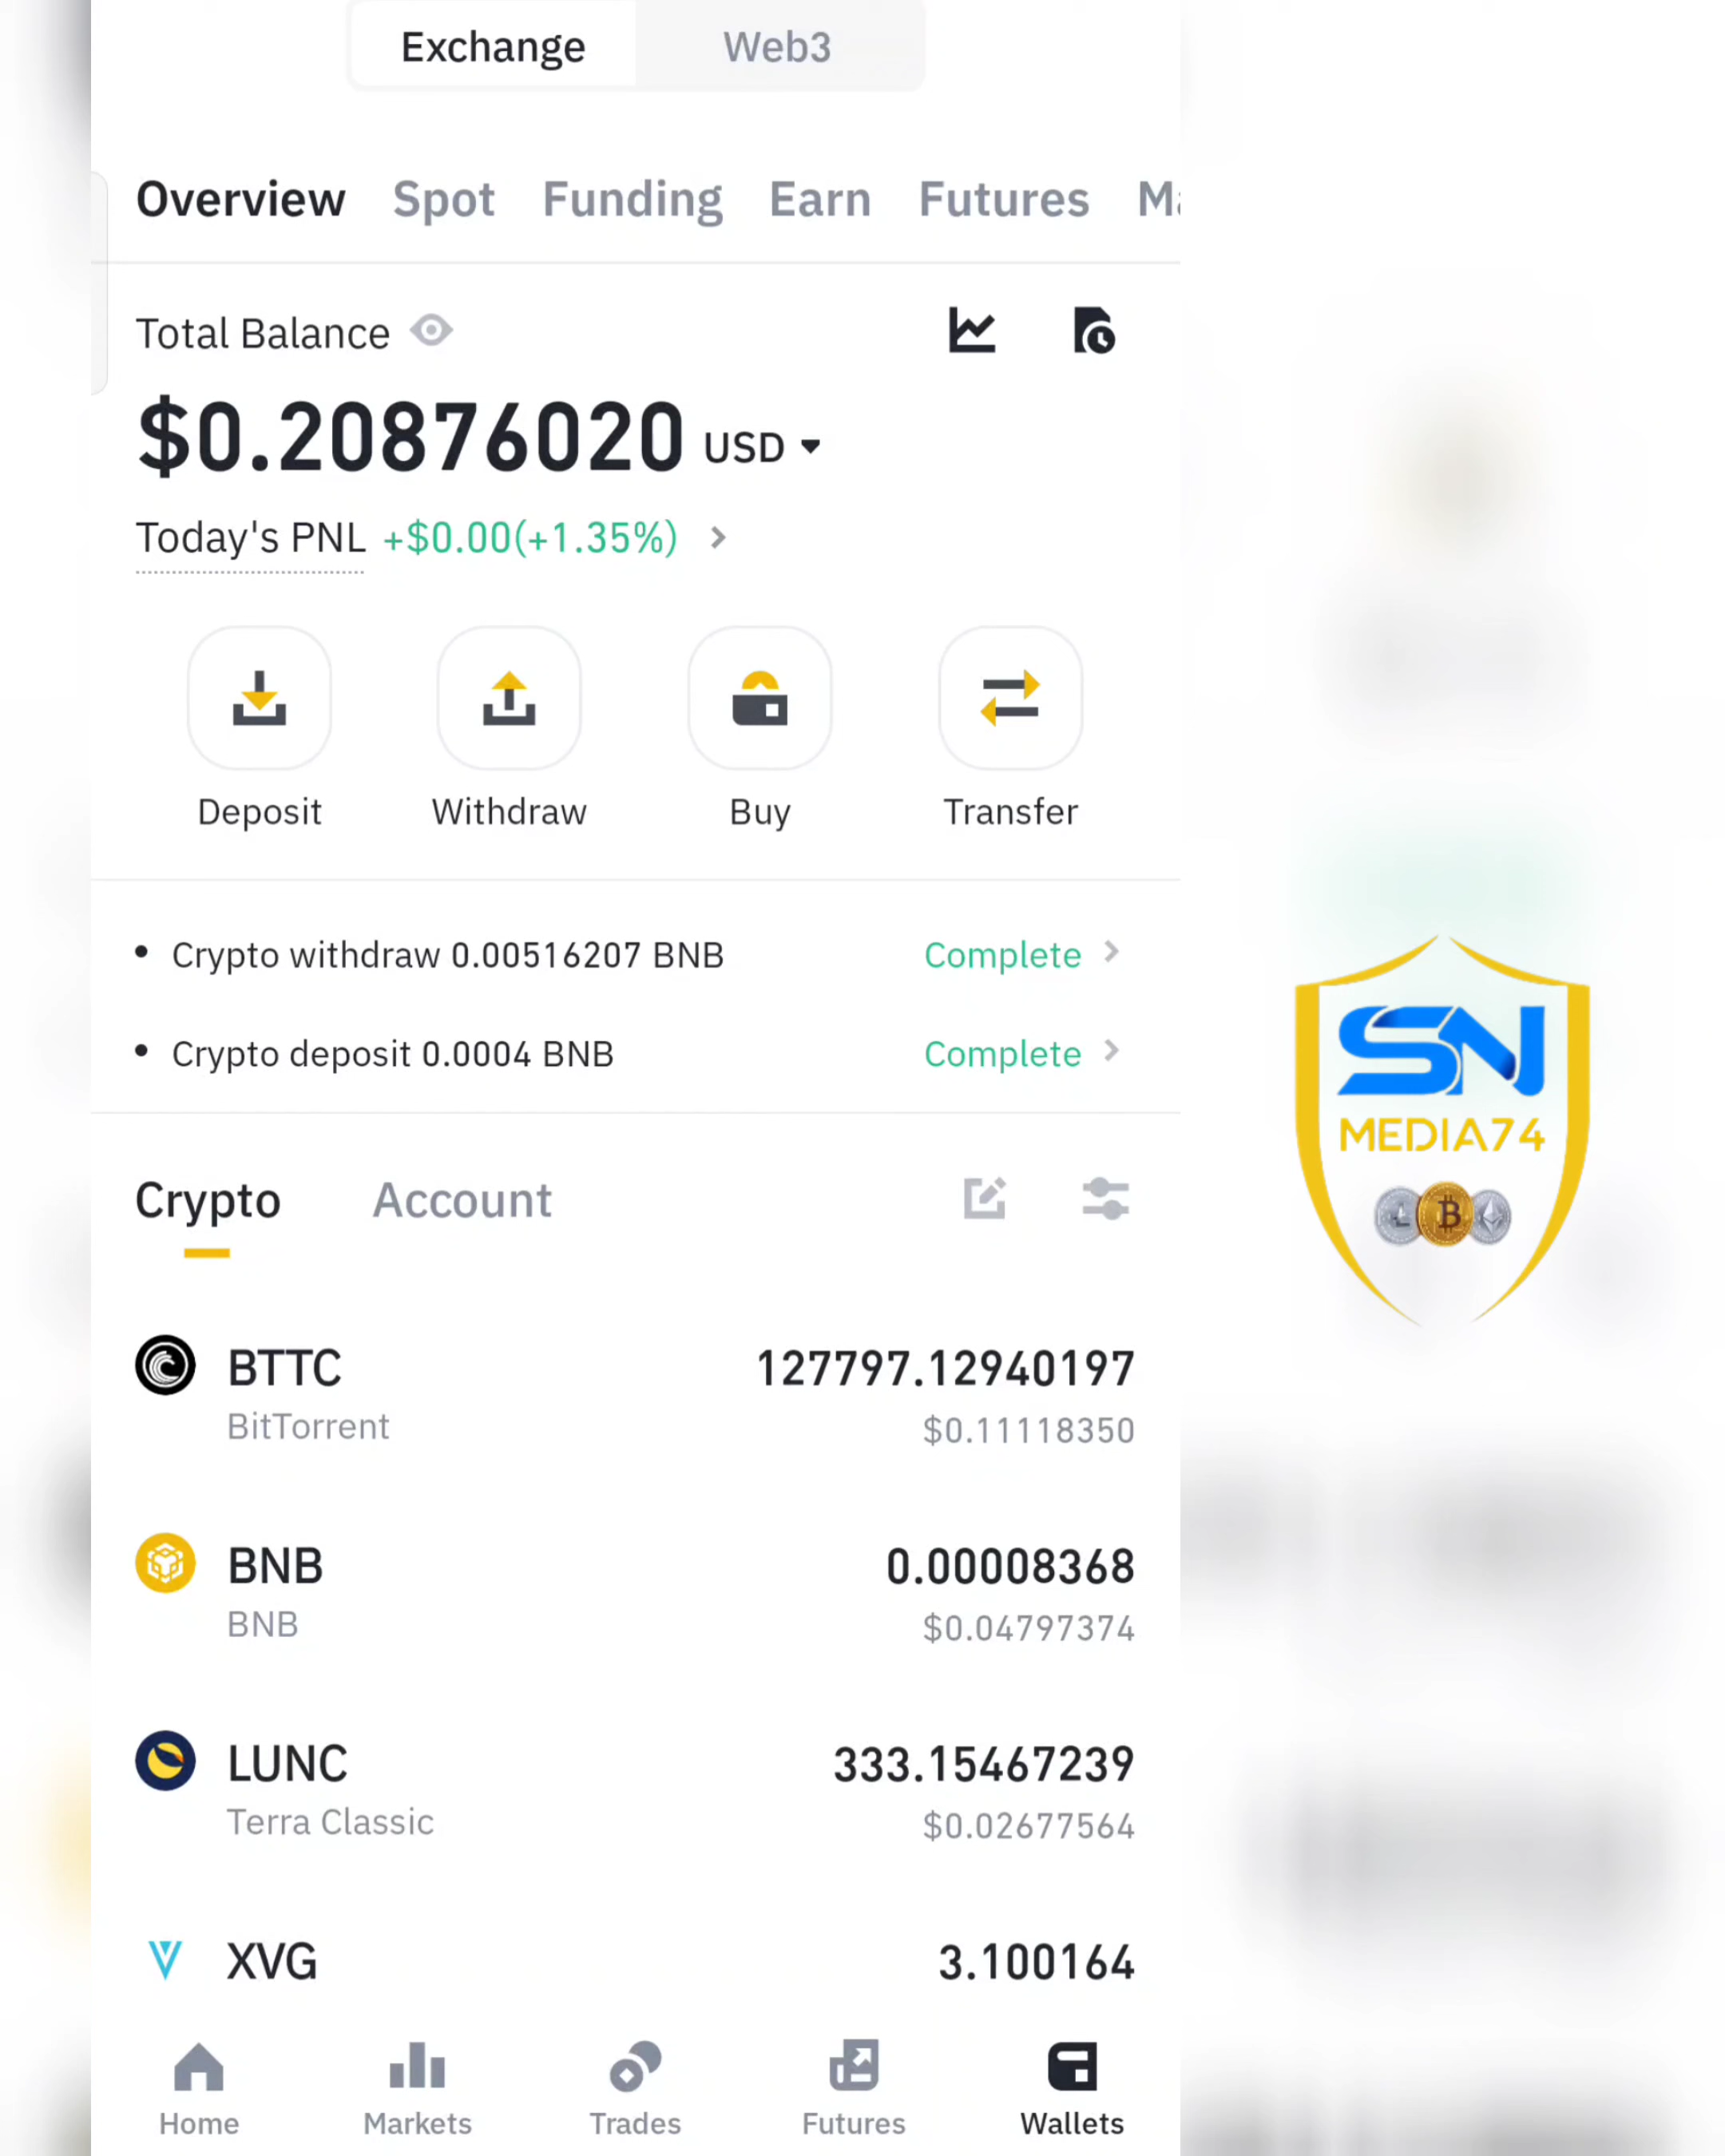 Exchange Web3
Overview Spot Funding Earn Futures
Total Balance
$0.20876020 USD
Today's PNL +$0.00(+1.35%)
Deposit Withdraw Buy Transfer
• Crypto withdraw 0.00516207 BNB Complete
• Crypto deposit 0.0004 BNB Complete
SN
MEDIA74
Crypto Account
BTTC 127797.12940197
BitTorrent $0.11118350
BNB 0.00008368
BNB $0.04797374
LUNC 333.15467239
Terra Classic $0.02677564
XVG 3.100164
Home Markets Trades Futures Wallets